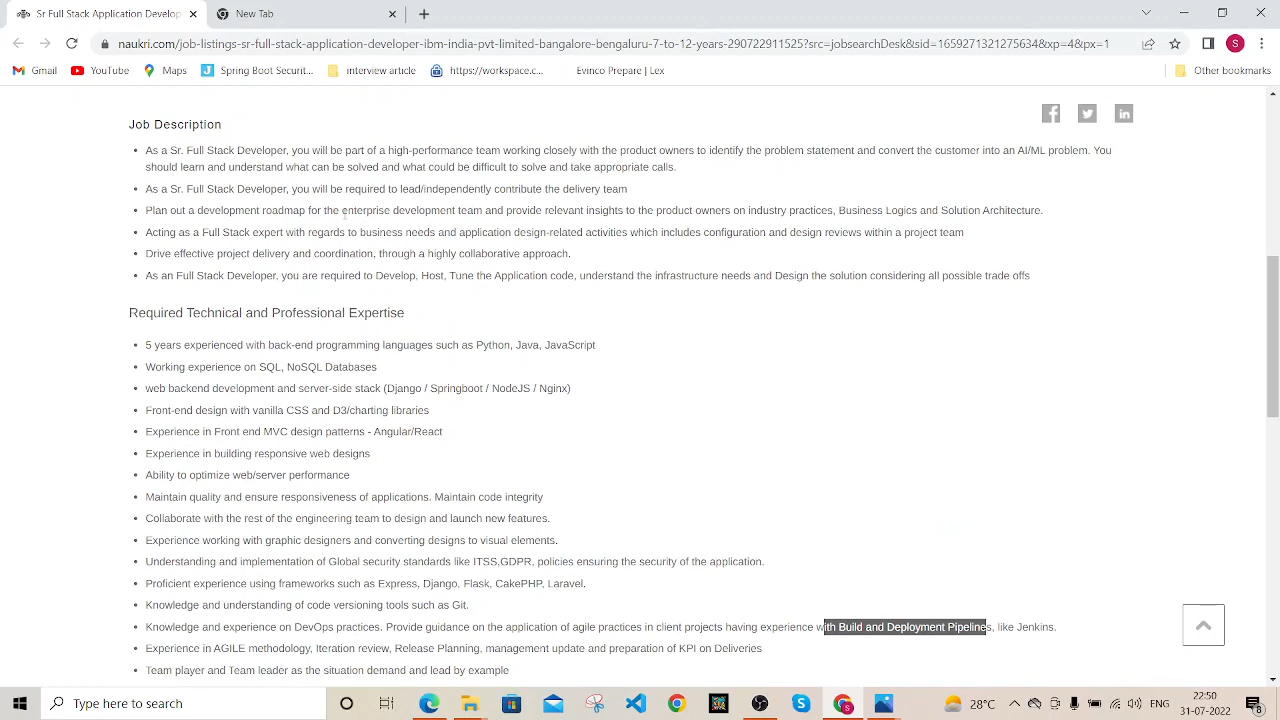 Sr Full Stack Application Develop
New Tab
naukri.com/job-listings-sr-full-stack-application-developer-ibm-india-pvt-limited-bangalore-bengaluru-7-to-12-years-290722911525?src=jobsearchDesk&sid=16592713212756348&xp=4&px=1
S
Gmail
YouTube
Maps
Spring Boot Securit...
interview article
https://workspace.c...
Evinco Prepare | Lex
Other bookmarks
Job Description
• As a Sr. Full Stack Developer, you will be part of a high-performance team working closely with the product owners to identify the problem statement and convert the customer into an AI/ML problem. You
should learn and understand what can be solved and what could be difficult to solve and take appropriate calls.
• As a Sr. Full Stack Developer, you will be required to lead/independently contribute the delivery team
• Plan out a development roadmap for the enterprise development team and provide relevant insights to the product owners on industry practices, Business Logics and Solution Architecture.
• Acting as a Full Stack expert with regards to business needs and application design-related activities which includes configuration and design reviews within a project team
• Drive effective project delivery and coordination, through a highly collaborative approach.
• As an Full Stack Developer, you are required to Develop, Host, Tune the Application code, understand the infrastructure needs and Design the solution considering all possible trade offs
Required Technical and Professional Expertise
• 5 years experienced with back-end programming languages such as Python, Java, JavaScript
• Working experience on SQL, NoSQL Databases
• web backend development and server-side stack (Django / Springboot / NodeJS / Nginx)
• Front-end design with vanilla CSS and D3/charting libraries
• Experience in Front end MVC design patterns - Angular/React
• Experience in building responsive web designs
• Ability to optimize web/server performance
• Maintain quality and ensure responsiveness of applications. Maintain code integrity
• Collaborate with the rest of the engineering team to design and launch new features.
• Experience working with graphic designers and converting designs to visual elements.
• Understanding and implementation of Global security standards like ITSS,GDPR, policies ensuring the security of the application.
• Proficient experience using frameworks such as Express, Django, Flask, CakePHP, Laravel.
• Knowledge and understanding of code versioning tools such as Git.
• Knowledge and experience on DevOps practices. Provide guidance on the application of agile practices in client projects having experience with Build and Deployment Pipelines, like Jenkins.
• Experience in AGILE methodology, Iteration review, Release Planning, management update and preparation of KPI on Deliveries
• Team player and Team leader as the situation demand and lead by example
Type here to search
28°C
ENG
22:50
31-07-2022
8